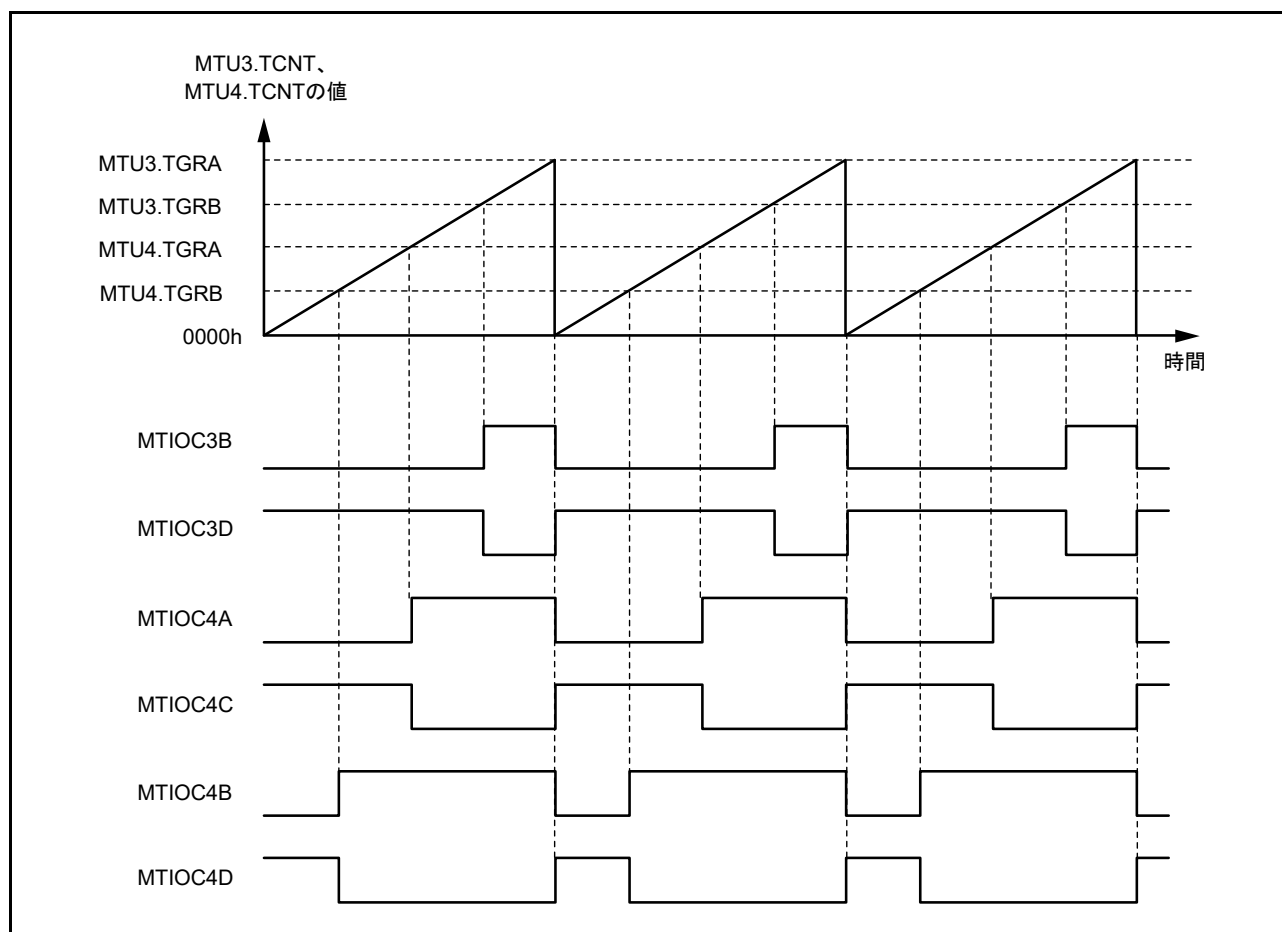 MTU3.TCNT、
MTU4.TCNTの値
MTU3.TGRA
MTU3.TGRB
MTU4.TGRA
MTU4.TGRB
0000h
時間
MTIOC3B
MTIOC3D
MTIOC4A
MTIOC4C
MTIOC4B
MTIOC4D